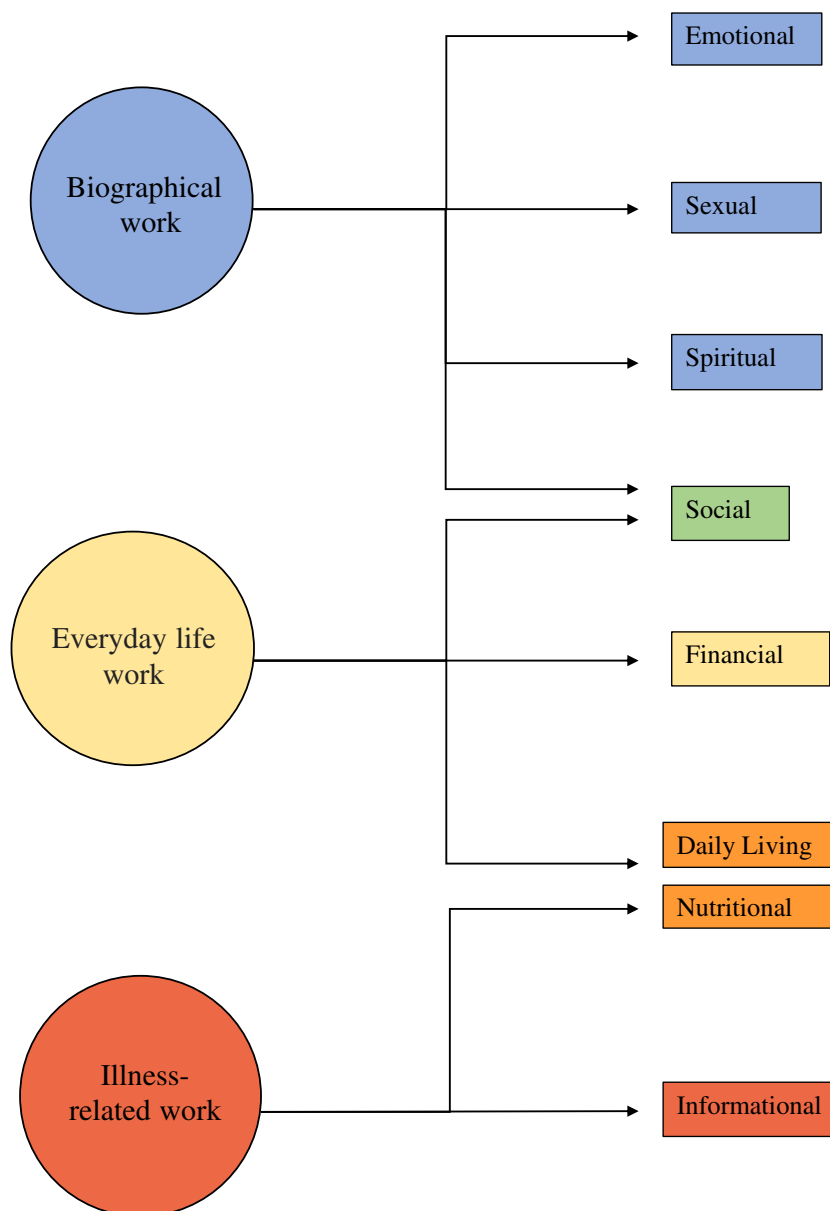 Emotional
Biographical
work
Sexual
Spiritual
Social
Everyday life
work
Financial
Daily Living
Nutritional
Illness-
related work
Informational